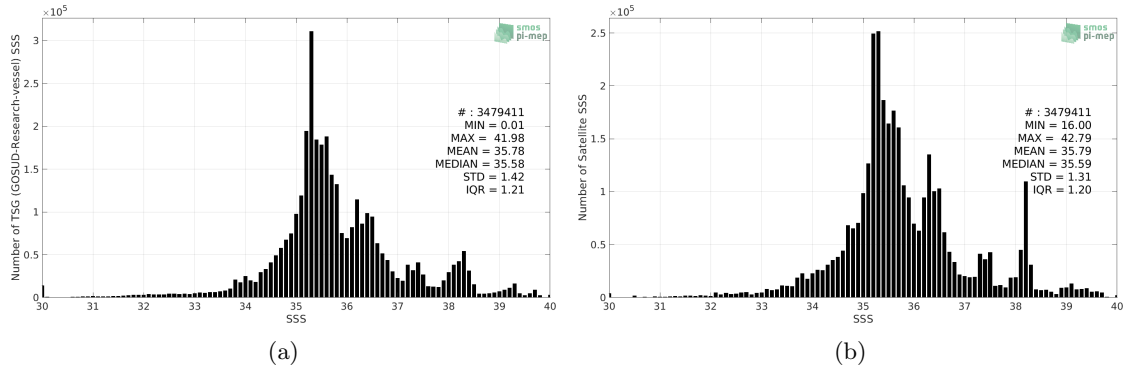 ×10⁵
3
2.5
2
1.5
1
0.5
0
Number of TSG (GOSUD-Research-vessel) SSS
smos
pi-mep
# : 3479411
MIN = 0.01
MAX = 41.98
MEAN = 35.78
MEDIAN = 35.58
STD = 1.42
IQR = 1.21
30 31 32 33 34 35 36 37 38 39 40
SSS
(a)
×10⁵
2.5
2
1.5
1
0.5
0
Number of Satellite SSS
smos
pi-mep
# : 3479411
MIN = 16.00
MAX = 42.79
MEAN = 35.79
MEDIAN = 35.59
STD = 1.31
IQR = 1.20
30 31 32 33 34 35 36 37 38 39 40
SSS
(b)